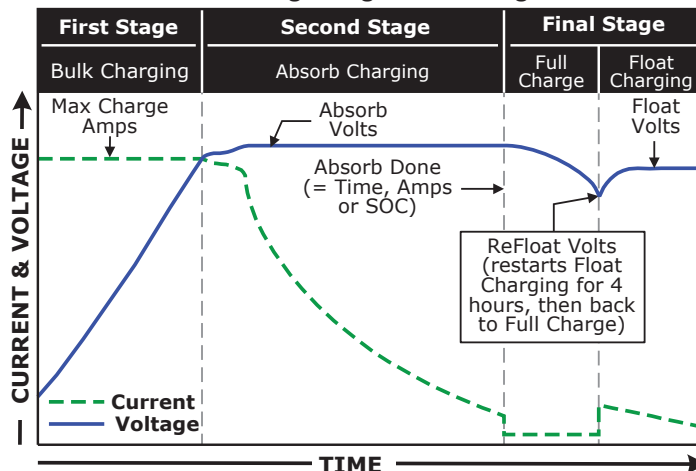 First Stage
Second Stage
Final Stage
Bulk Charging
Absorb Charging
Full
Charge
Float
Charging
Max Charge
Amps
Absorb
Volts
Float
Volts
Absorb Done
(= Time, Amps
or SOC)
ReFloat Volts
(restarts Float
Charging for 4
hours, then back
to Full Charge)
CURRENT & VOLTAGE
Current
Voltage
TIME